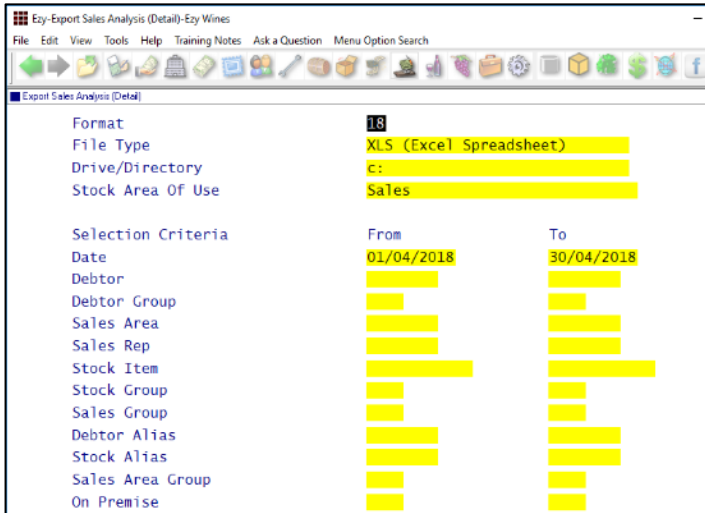 Ezy-Export Sales Analysis (Detail)-Ezy Wines
File Edit View Tools Help Training Notes Ask a Question Menu Option Search
Export Sales Analysis (Detail)
Format 18
File Type XLS (Excel Spreadsheet)
Drive/Directory c:
Stock Area Of Use Sales
Selection Criteria From To
Date 01/04/2018 30/04/2018
Debtor
Debtor Group
Sales Area
Sales Rep
Stock Item
Stock Group
Sales Group
Debtor Alias
Stock Alias
Sales Area Group
On Premise